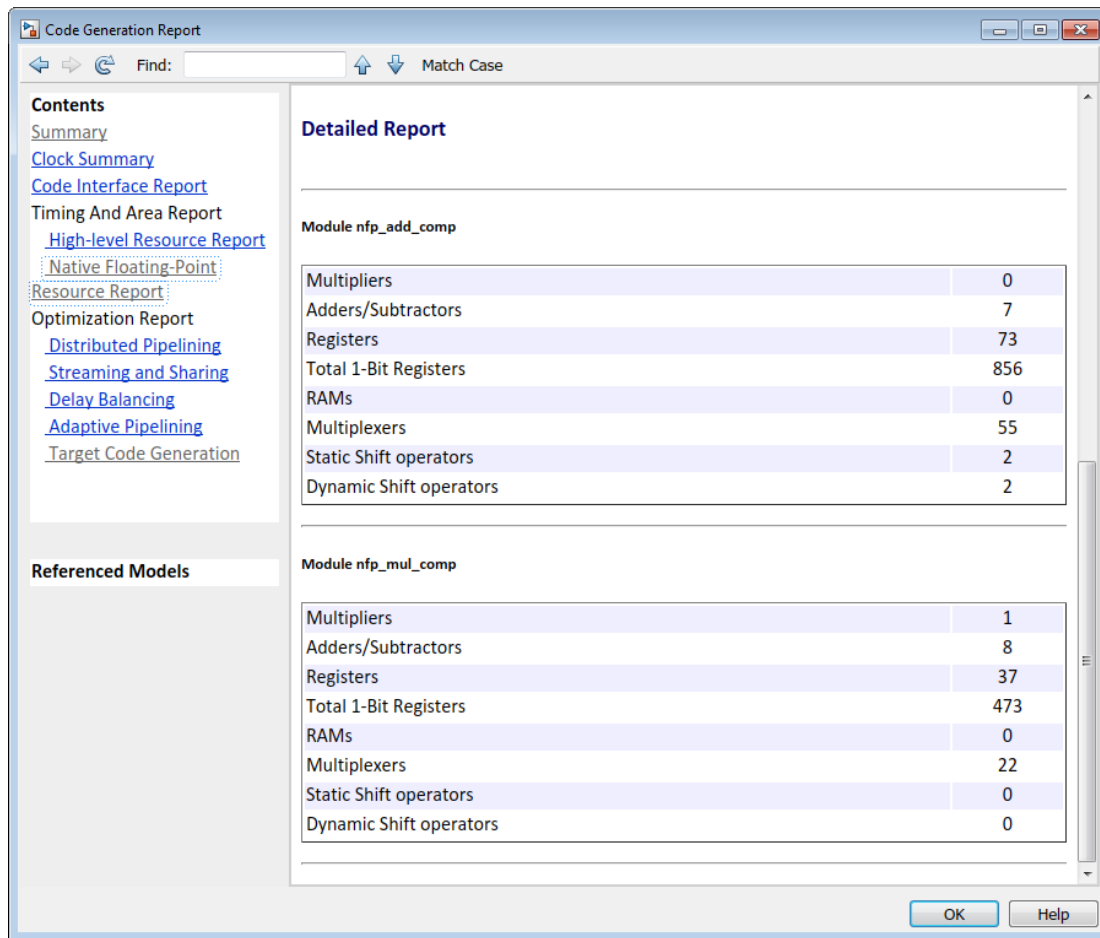 Code Generation Report
Find:
Match Case
Contents
Summary
Clock Summary
Code Interface Report
Timing And Area Report
High-level Resource Report
Native Floating-Point
Resource Report
Optimization Report
Distributed Pipelining
Streaming and Sharing
Delay Balancing
Adaptive Pipelining
Target Code Generation
Referenced Models
Detailed Report
Module nfp_add_comp
Multipliers 0
Adders/Subtractors 7
Registers 73
Total 1-Bit Registers 856
RAMs 0
Multiplexers 55
Static Shift operators 2
Dynamic Shift operators 2
Module nfp_mul_comp
Multipliers 1
Adders/Subtractors 8
Registers 37
Total 1-Bit Registers 473
RAMs 0
Multiplexers 22
Static Shift operators 0
Dynamic Shift operators 0
OK
Help